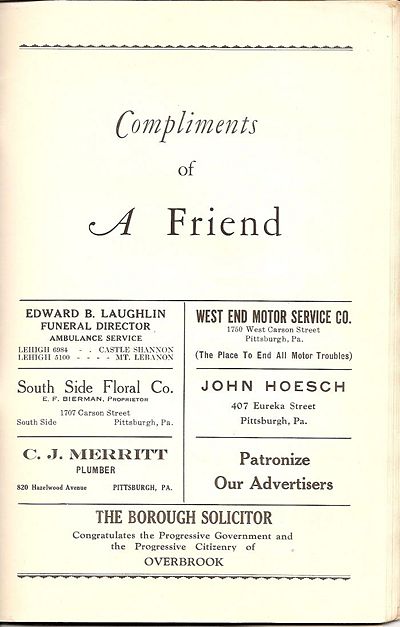 Compliments
of
A Friend
EDWARD B. LAUGHLIN
FUNERAL DIRECTOR
AMBULANCE SERVICE
LEHIGH 6984 - - CASTLE SHANNON
LEHIGH 5100 - - - - MT. LEBANON
WEST END MOTOR SERVICE CO.
1750 West Carson Street
Pittsburgh, Pa.
(The Place To End All Motor Troubles)
South Side Floral Co.
E. F. BIERMAN, PROPRIETOR
1707 Carson Street
South Side Pittsburgh, Pa.
JOHN HOESCH
407 Eureka Street
Pittsburgh, Pa.
C. J. MERRITT
PLUMBER
820 Hazelwood Avenue PITTSBURGH, PA.
Patronize
Our Advertisers
THE BOROUGH SOLICITOR
Congratulates the Progressive Government and
the Progressive Citizenry of
OVERBROOK